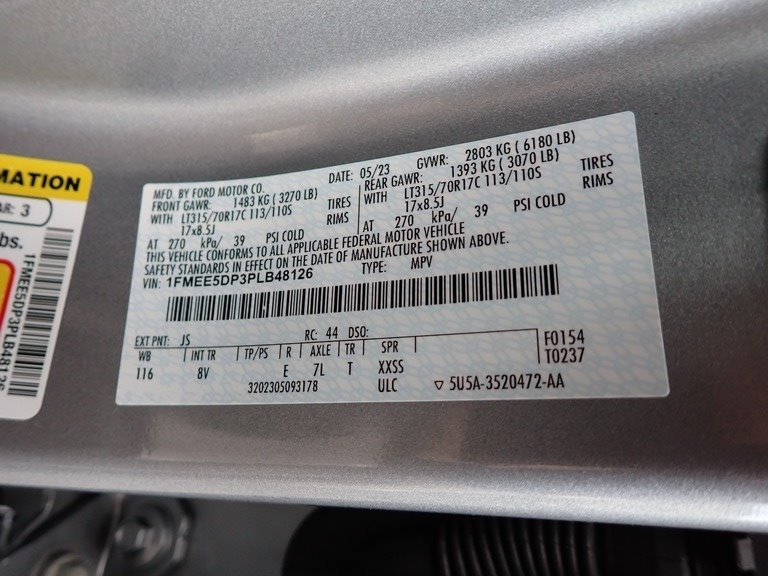 MATION
AR: 3
bs.
1FMEE5DP3PLB48126
MFD. BY FORD MOTOR CO. DATE: 05/23 GVWR: 2803 KG ( 6180 LB)
FRONT GAWR: 1483 KG ( 3270 LB) REAR GAWR: 1393 KG ( 3070 LB)
WITH LT315/70R17C 113/110S TIRES WITH LT315/70R17C 113/110S TIRES
17x8.5J RIMS 17x8.5J RIMS
AT 270 kPa/ 39 PSI COLD AT 270 kPa/ 39 PSI COLD
THIS VEHICLE CONFORMS TO ALL APPLICABLE FEDERAL MOTOR VEHICLE
SAFETY STANDARDS IN EFFECT ON THE DATE OF MANUFACTURE SHOWN ABOVE.
VIN: 1FMEE5DP3PLB48126 TYPE: MPV
EXT PNT: JS RC: 44 DSO: F0154
WB INT TR TP/PS R AXLE TR SPR T0237
116 8V E 7L T XXSS
3202305093178 ULC ▽ 5U5A-3520472-AA